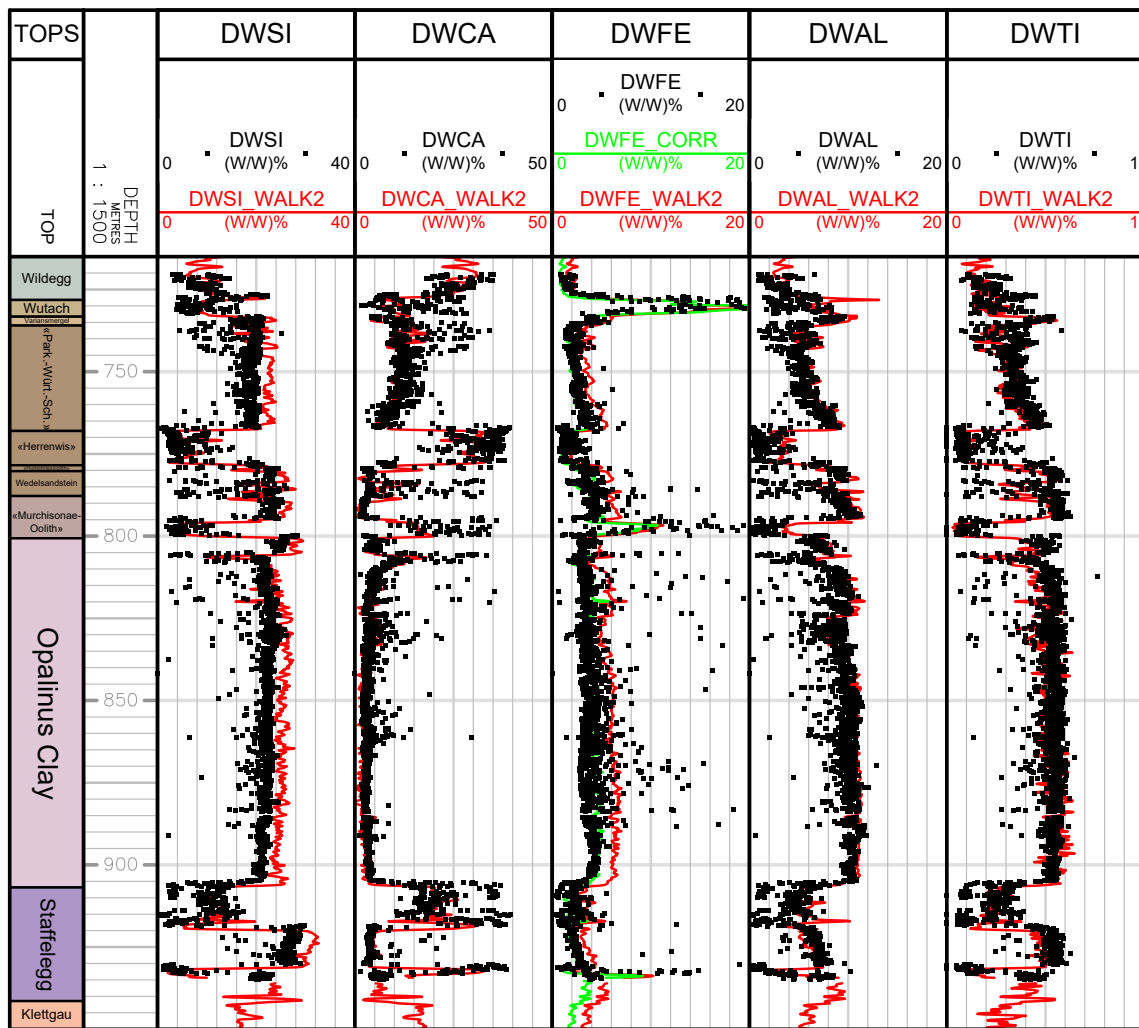 TOPS DWSI DWCA DWFE DWAL DWTI
DWFE
0 (W/W)% 20
DWSI DWCA DWFE_CORR DWAL DWTI
0 (W/W)% 40 0 (W/W)% 50 0 (W/W)% 20 0 (W/W)% 20 0 (W/W)% 1
DWSI_WALK2 DWCA_WALK2 DWFE_WALK2 DWAL_WALK2 DWTI_WALK2
0 (W/W)% 40 0 (W/W)% 50 0 (W/W)% 20 0 (W/W)% 20 0 (W/W)% 1
TOP
DEPTH
METRES
1 : 1500
Wildegg
Wutach
Variansmergel
«Park.-Würt.-Sch.»
750
«Herrenwis»
Wedelsandstein
«Murchisonae-
Oolith»
800
Opalinus Clay
850
900
Staffelegg
Klettgau